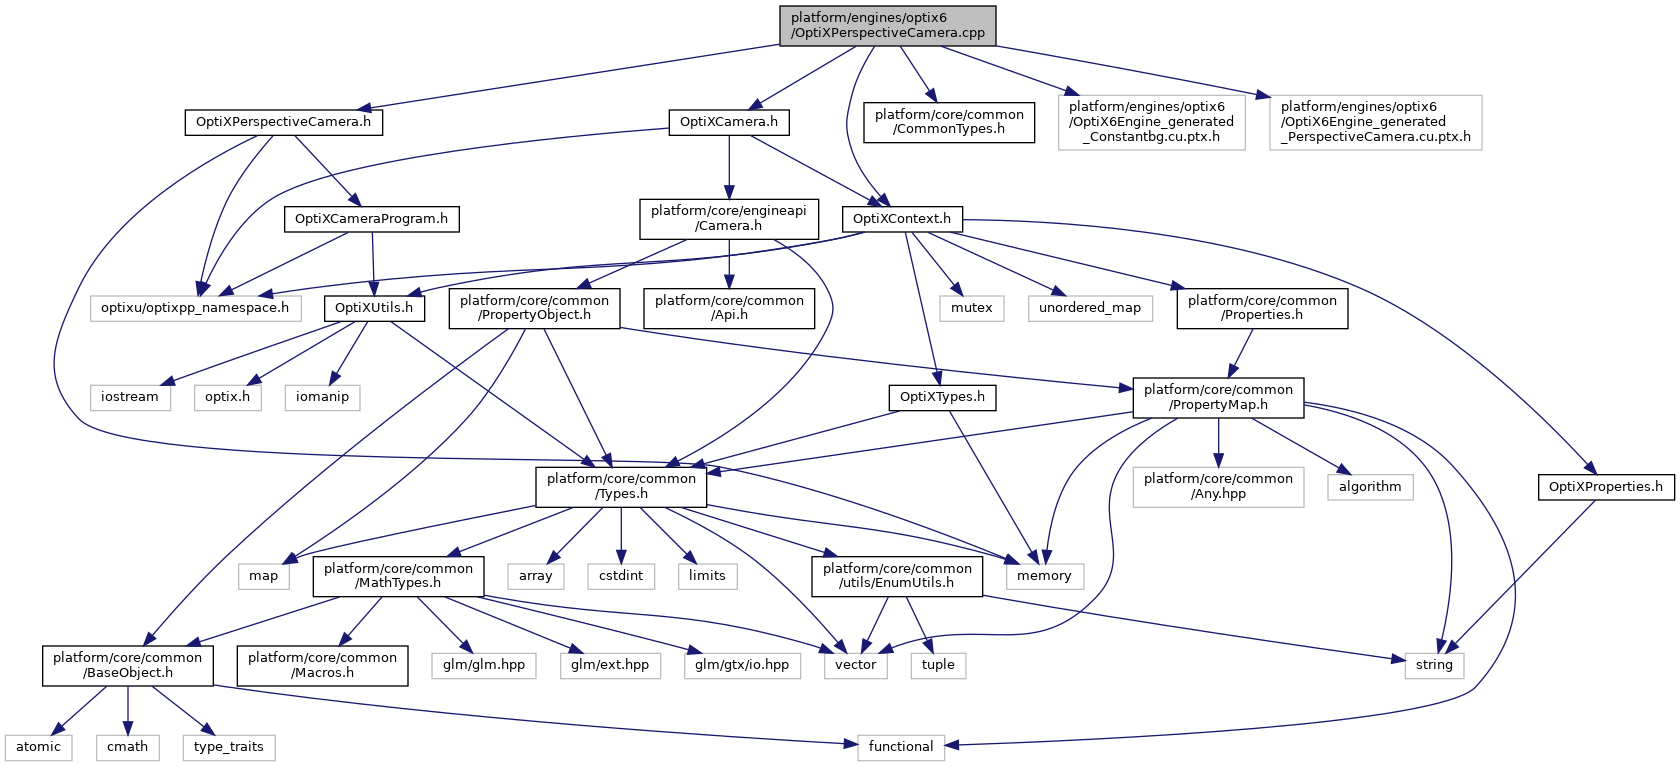 platform/engines/optix6
/OptiXPerspectiveCamera.cpp
OptiXPerspectiveCamera.h
OptiXCamera.h
platform/core/common
/CommonTypes.h
platform/engines/optix6
/OptiX6Engine_generated
_Constantbg.cu.ptx.h
platform/engines/optix6
/OptiX6Engine_generated
_PerspectiveCamera.cu.ptx.h
OptiXCameraProgram.h
platform/core/engineapi
/Camera.h
OptiXContext.h
optixu/optixpp_namespace.h
OptiXUtils.h
platform/core/common
/PropertyObject.h
platform/core/common
/Api.h
mutex
unordered_map
platform/core/common
/Properties.h
iostream
optix.h
iomanip
OptiXTypes.h
platform/core/common
/PropertyMap.h
platform/core/common
/Types.h
platform/core/common
/Any.hpp
algorithm
OptiXProperties.h
map
platform/core/common
/MathTypes.h
array
cstdint
limits
platform/core/common
/utils/EnumUtils.h
memory
platform/core/common
/BaseObject.h
platform/core/common
/Macros.h
glm/glm.hpp
glm/ext.hpp
glm/gtx/io.hpp
vector
tuple
string
atomic
cmath
type_traits
functional